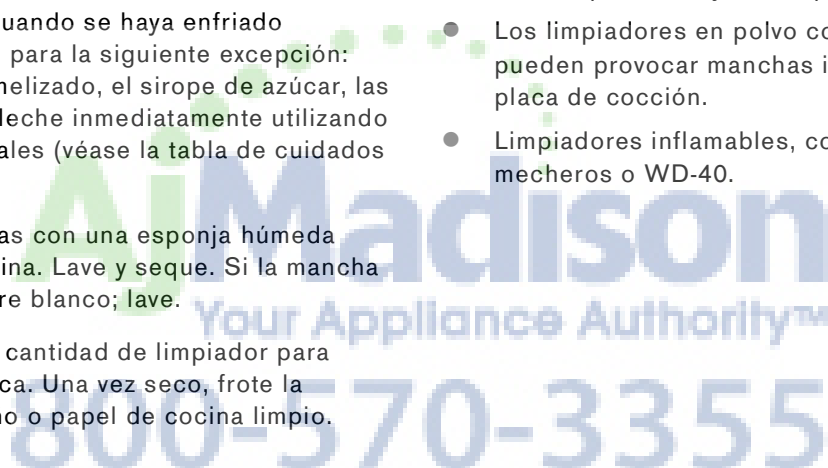 uando se haya enfriado
para la siguiente excepción:
melizado, el sirope de azúcar, las
leche inmediatamente utilizando
ales (véase la tabla de cuidados
as con una esponja húmeda
ina. Lave y seque. Si la mancha
re blanco; lave.
cantidad de limpiador para
ca. Una vez seco, frote la
o o papel de cocina limpio.
Los limpiadores en polvo co
pueden provocar manchas i
placa de cocción.
Limpiadores inflamables, co
mecheros o WD-40.
AjMadison
Your Appliance Authority™
800-570-3355